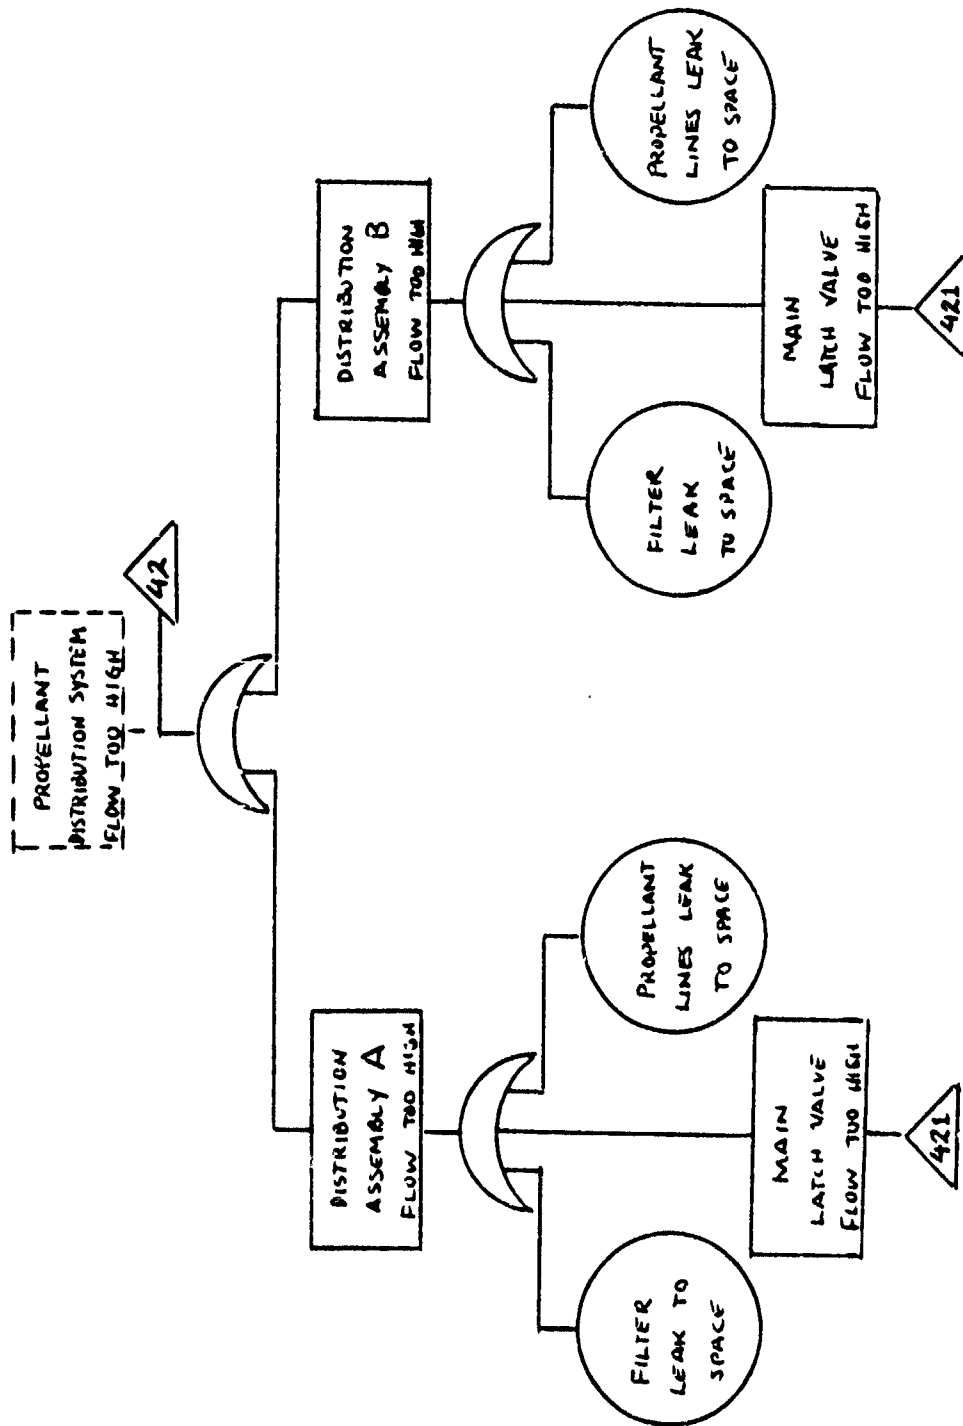 PROPELLANT
DISTRIBUTION SYSTEM
FLOW TOO HIGH
42
DISTRIBUTION
ASSEMBLY A
FLOW TOO HIGH
DISTRIBUTION
ASSEMBLY B
FLOW TOO HIGH
FILTER
LEAK TO
SPACE
PROPELLANT
LINES LEAK
TO SPACE
FILTER
LEAK
TO SPACE
PROPELLANT
LINES LEAK
TO SPACE
MAIN
LATCH VALVE
FLOW TOO HIGH
MAIN
LATCH VALVE
FLOW TOO HIGH
421
421